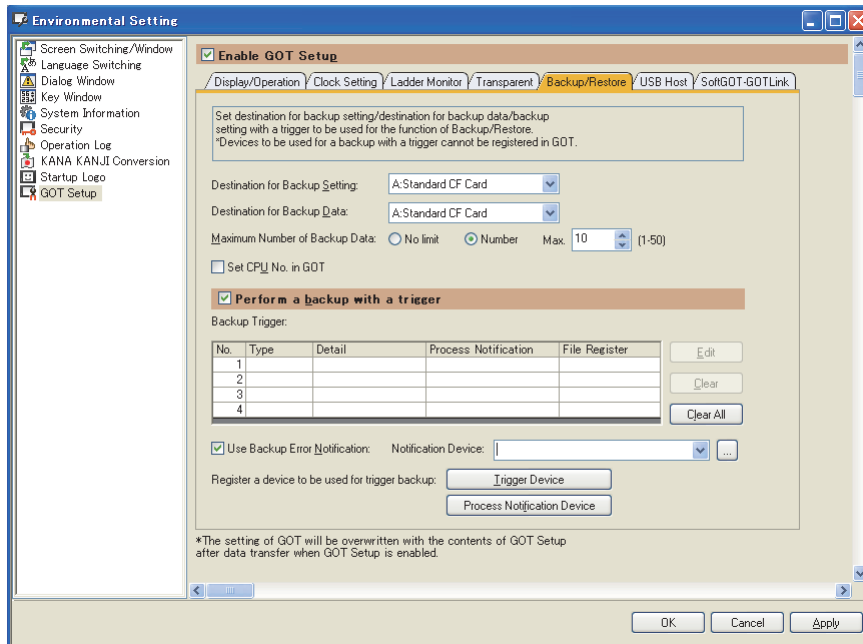 Environmental Setting
Screen Switching/Window
Language Switching
Dialog Window
Key Window
System Information
Security
Operation Log
KANA KANJI Conversion
Startup Logo
GOT Setup
Enable GOT Setup
Display/Operation Clock Setting Ladder Monitor Transparent Backup/Restore USB Host SoftGOT-GOTLink
Set destination for backup setting/destination for backup data/backup
setting with a trigger to be used for the function of Backup/Restore.
*Devices to be used for a backup with a trigger cannot be registered in GOT.
Destination for Backup Setting: A:Standard CF Card
Destination for Backup Data: A:Standard CF Card
Maximum Number of Backup Data: No limit Number Max. 10 (1-50)
Set CPU No. in GOT
Perform a backup with a trigger
Backup Trigger:
No. Type Detail Process Notification File Register
1
2
3
4
Edit
Clear
Clear All
Use Backup Error Notification: Notification Device: ...
Register a device to be used for trigger backup: Trigger Device
Process Notification Device
*The setting of GOT will be overwritten with the contents of GOT Setup
after data transfer when GOT Setup is enabled.
OK Cancel Apply